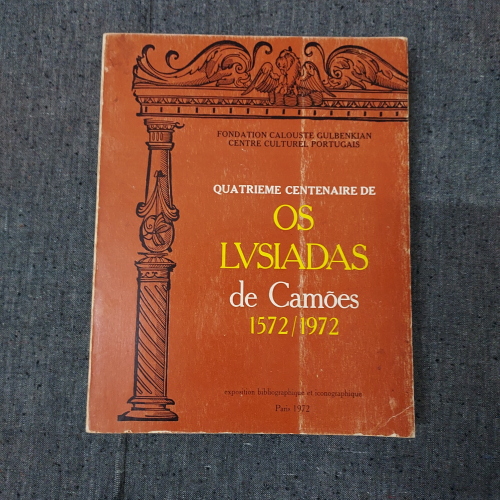 FONDATION CALOUSTE GULBENKIAN
CENTRE CULTUREL PORTUGAIS
QUATRIEME CENTENAIRE DE
OS
LVSIADAS
de Camões
1572/1972
exposition bibliographique et iconographique
Paris 1972